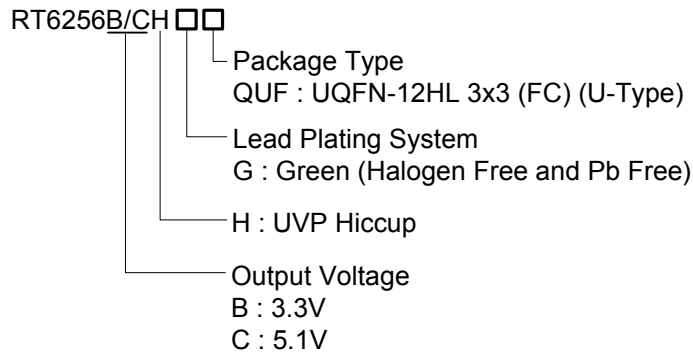 RT6256B/CH □□
Package Type
QUF : UQFN-12HL 3x3 (FC) (U-Type)
Lead Plating System
G : Green (Halogen Free and Pb Free)
H : UVP Hiccup
Output Voltage
B : 3.3V
C : 5.1V